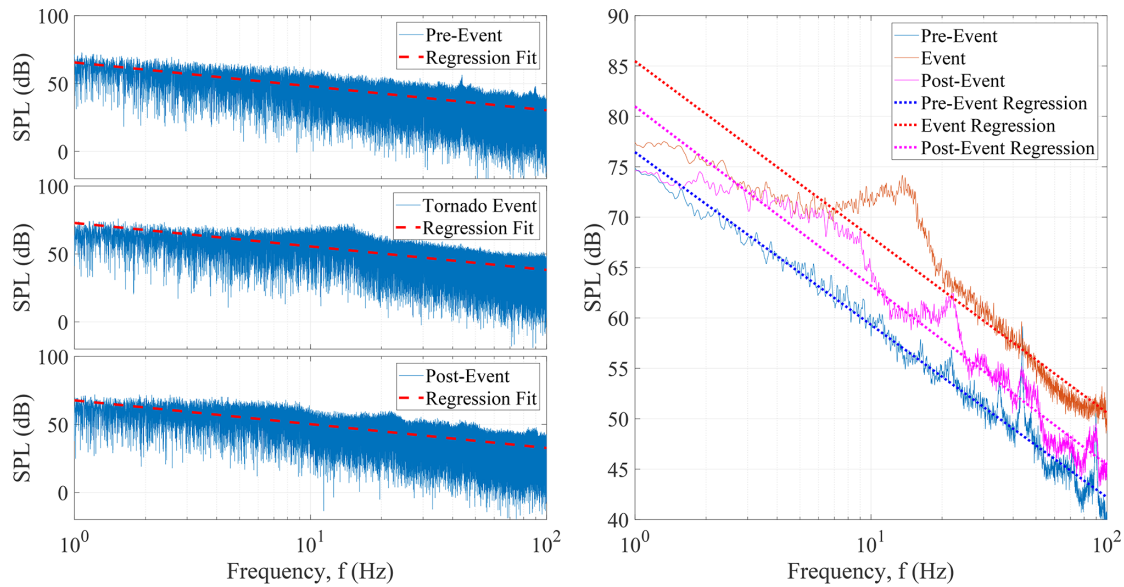 100
50
0
SPL (dB)
Pre-Event
Regression Fit
100
50
0
SPL (dB)
Tornado Event
Regression Fit
100
50
0
SPL (dB)
Post-Event
Regression Fit
10^0 10^1 10^2
Frequency, f (Hz)
90
85
80
75
70
65
60
55
50
45
40
SPL (dB)
Pre-Event
Event
Post-Event
Pre-Event Regression
Event Regression
Post-Event Regression
10^0 10^1 10^2
Frequency, f (Hz)